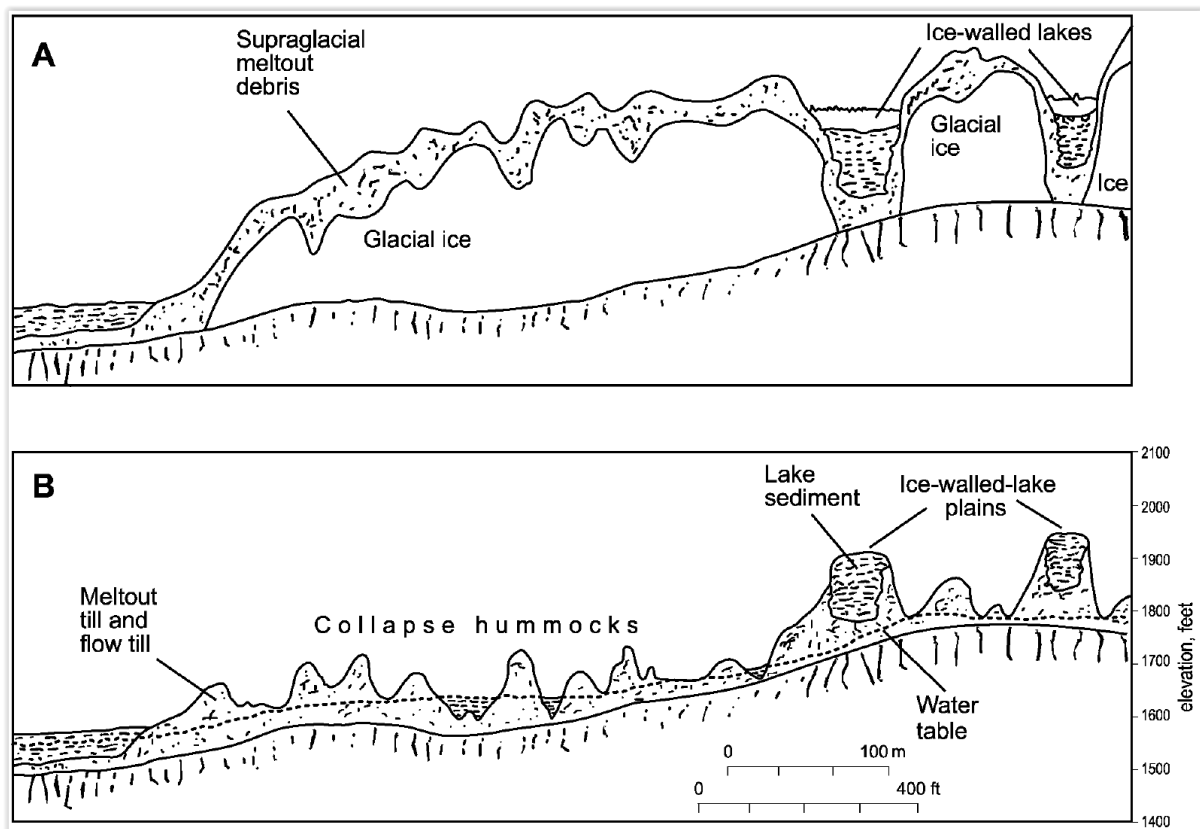 A
Supraglacial
meltout
debris
Ice-walled lakes
Glacial
ice
Ice
Glacial ice
B
Lake
sediment
Ice-walled-lake
plains
Meltout
till and
flow till
Collapse hummocks
Water
table
0 100 m
0 400 ft
2100
2000
1900
1800
1700
1600
1500
1400
elevation, feet